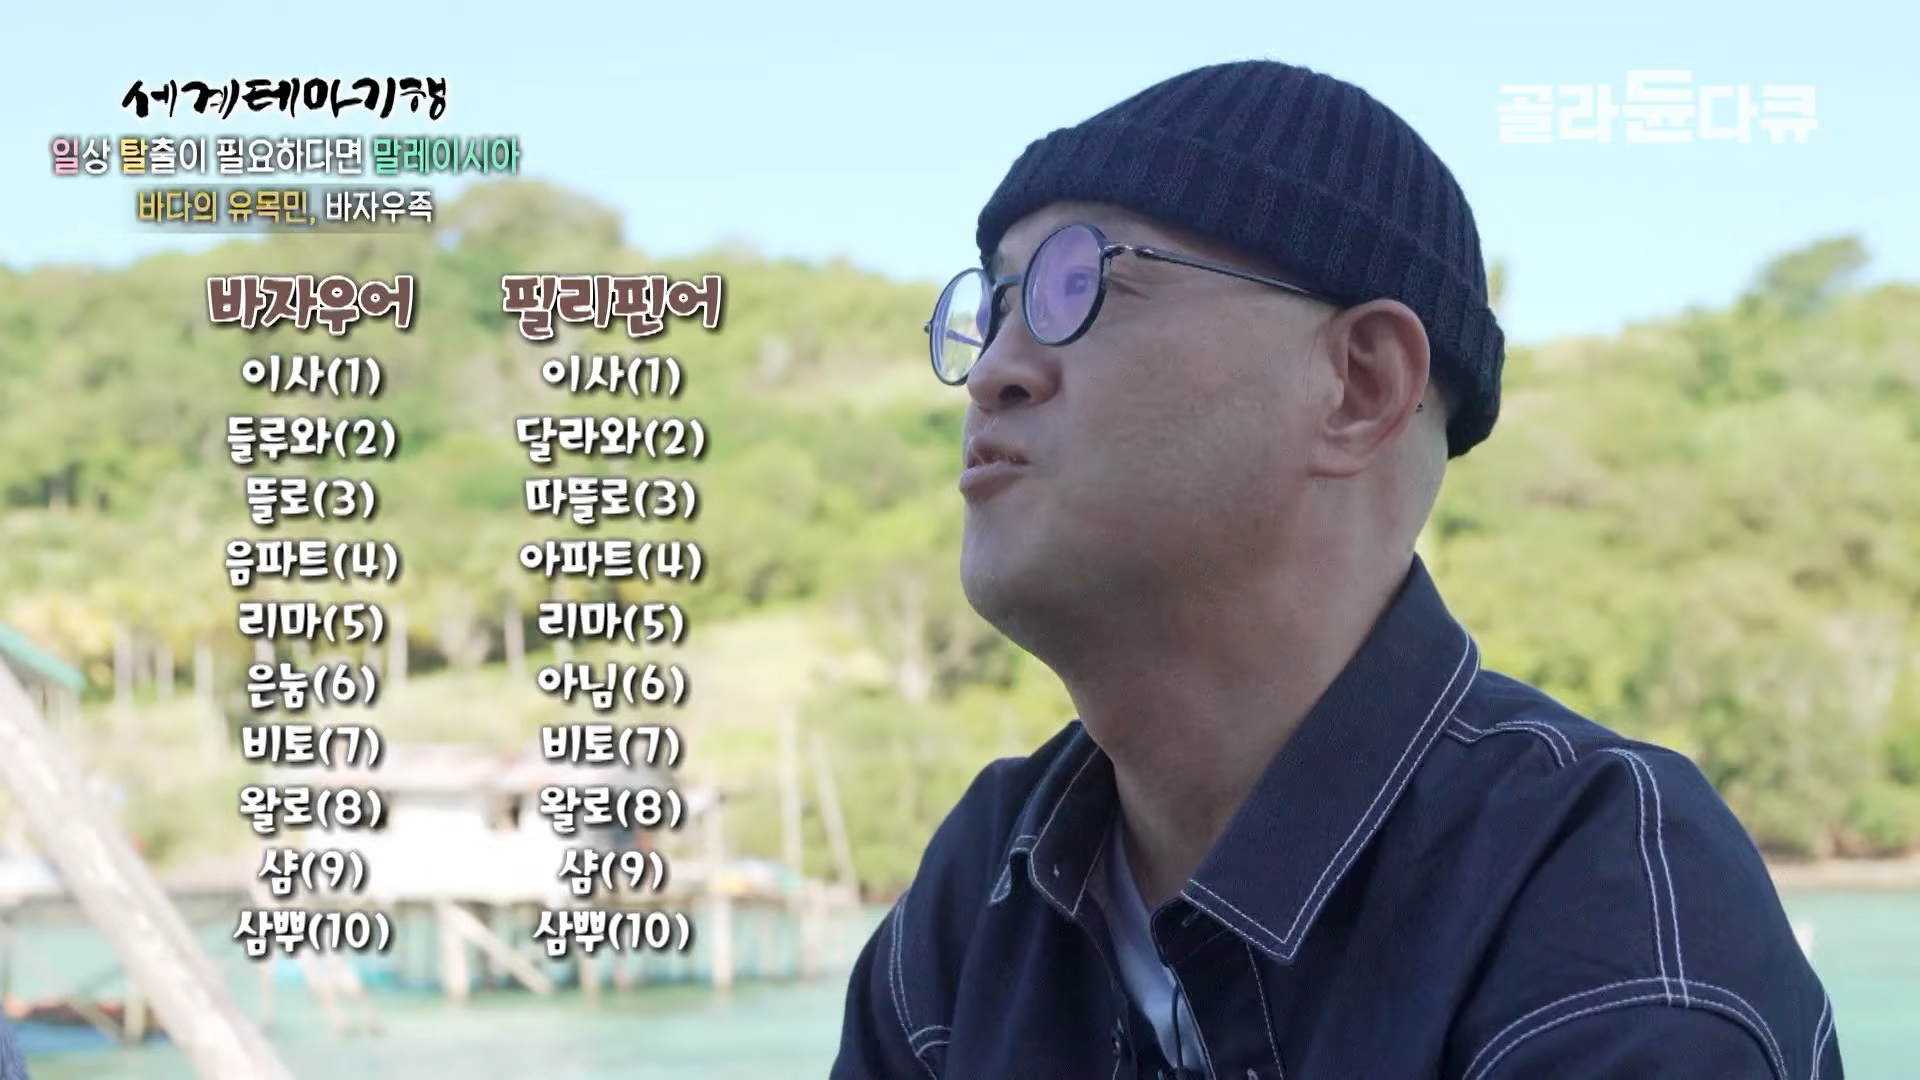 세계테마기행
골라듄다큐
일상 탈출이 필요하다면 말레이시아
바다의 유목민, 바자우족
바자우어 필리핀어
이사(1) 이사(1)
들루와(2) 달라와(2)
뜰로(3) 따뜰로(3)
음파트(4) 아파트(4)
리마(5) 리마(5)
은눔(6) 아님(6)
비토(7) 비토(7)
왈로(8) 왈로(8)
샴(9) 샴(9)
삼뿌(10) 삼뿌(10)